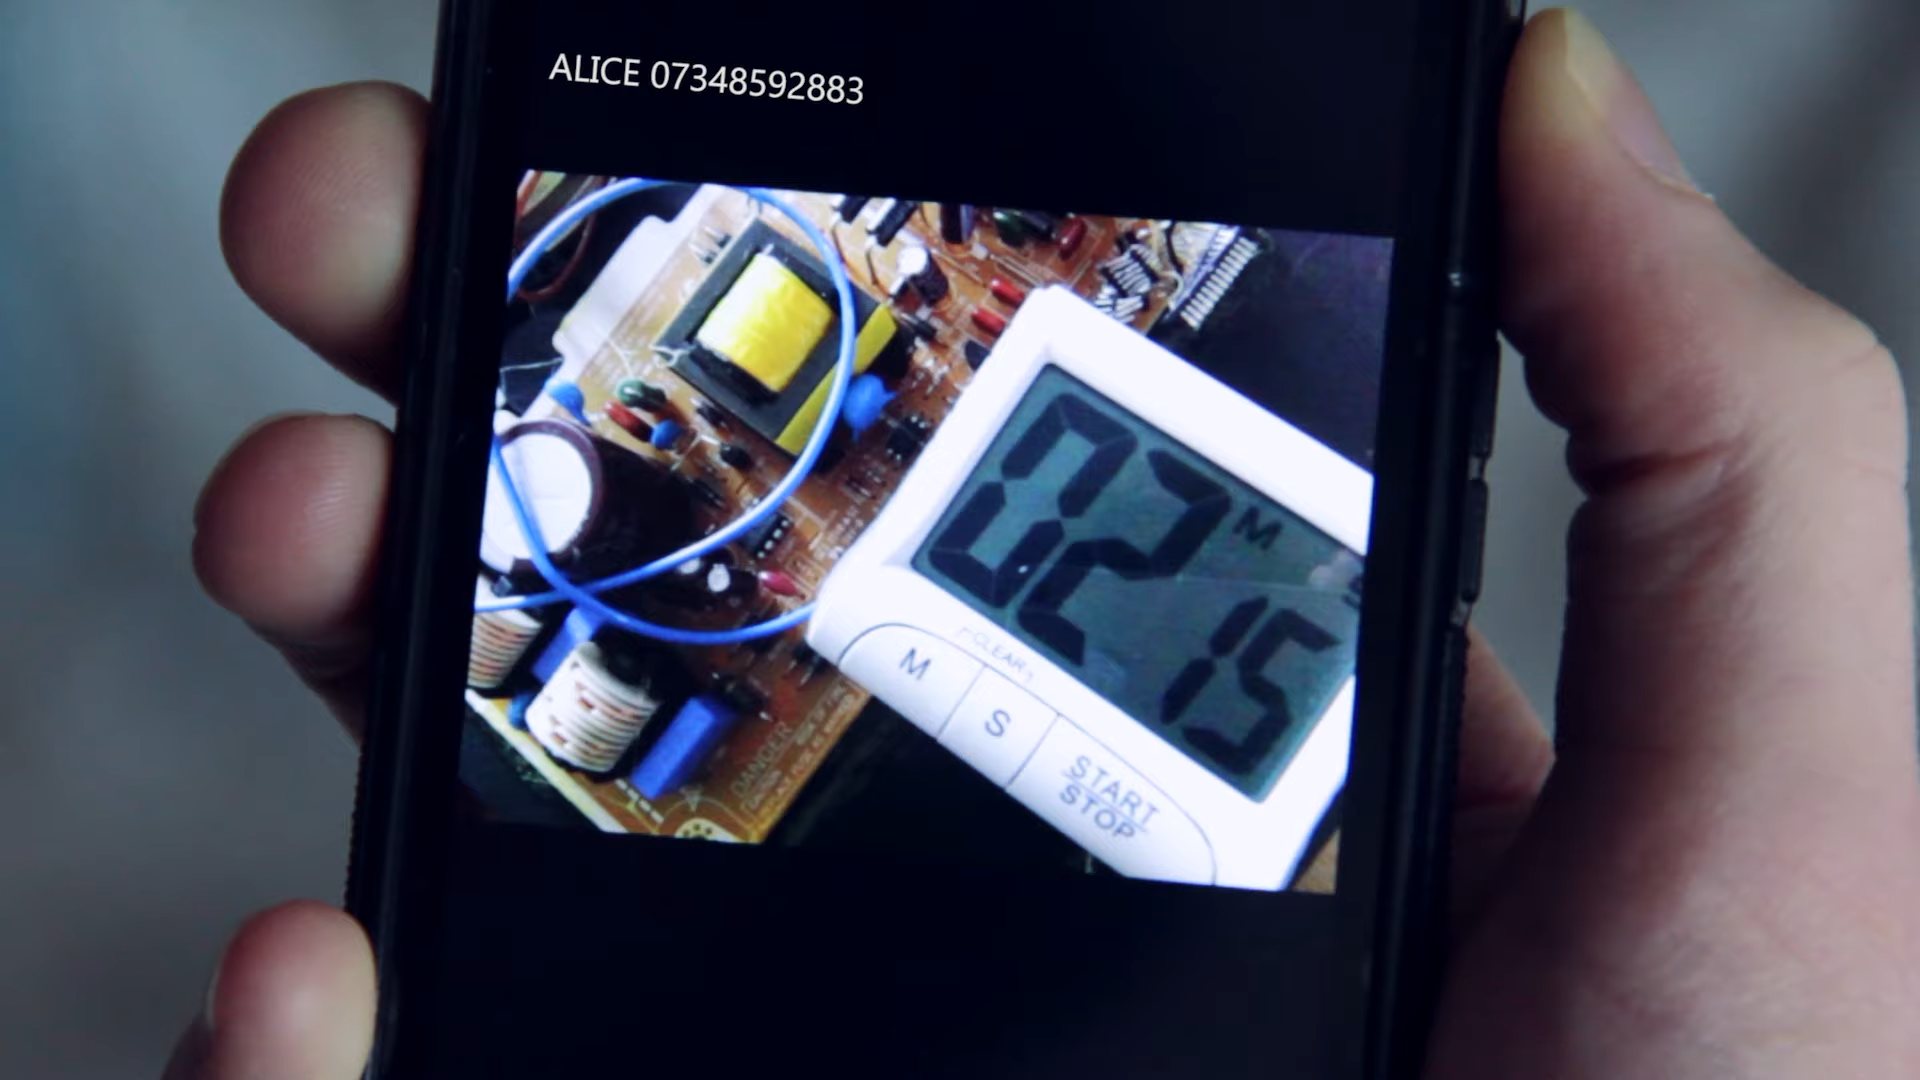 ALICE 07348592883
02 M 15
CLEAR
M
S
START
STOP
DANGER